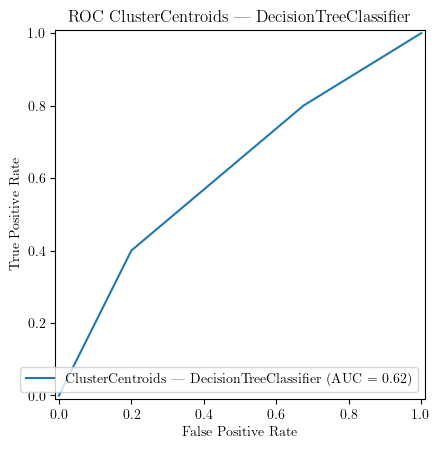 ROC ClusterCentroids — DecisionTreeClassifier
1.0
0.8
0.6
0.4
0.2
0.0
True Positive Rate
ClusterCentroids — DecisionTreeClassifier (AUC = 0.62)
0.0 0.2 0.4 0.6 0.8 1.0
False Positive Rate